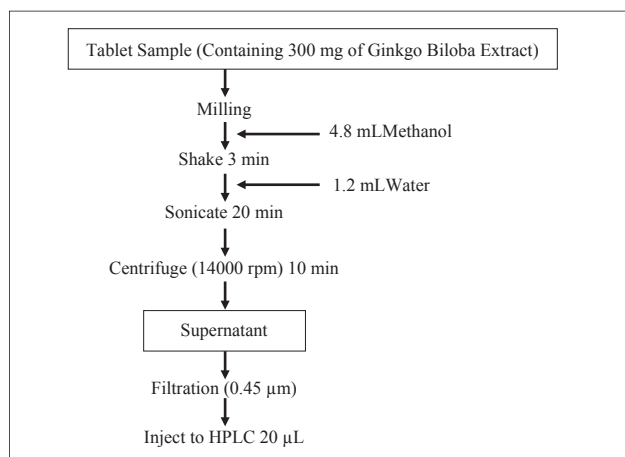 Tablet Sample (Containing 300 mg of Ginkgo Biloba Extract)
Milling
4.8 mLMethanol
Shake 3 min
1.2 mLWater
Sonicate 20 min
Centrifuge (14000 rpm) 10 min
Supernatant
Filtration (0.45 µm)
Inject to HPLC 20 µL